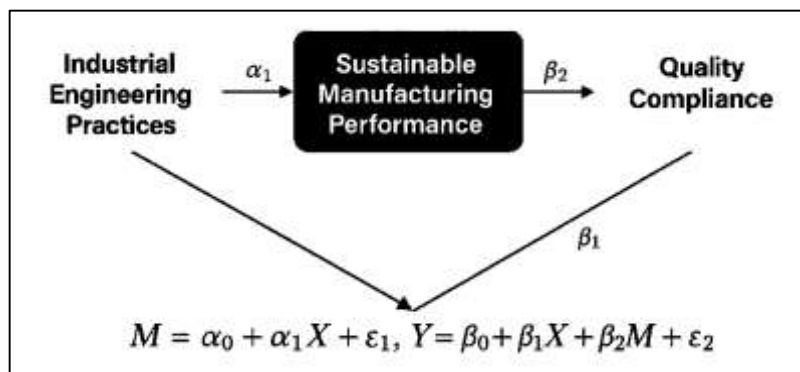 Industrial
Engineering
Practices
α₁
Sustainable
Manufacturing
Performance
β₂
Quality
Compliance
β₁
M = α₀ + α₁X + ε₁, Y = β₀ + β₁X + β₂M + ε₂